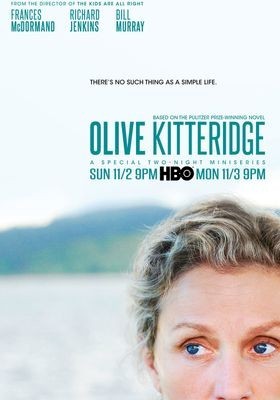 FROM THE DIRECTOR OF THE KIDS ARE ALL RIGHT
FRANCES McDORMAND
RICHARD JENKINS
BILL MURRAY
THERE'S NO SUCH THING AS A SIMPLE LIFE.
BASED ON THE PULITZER PRIZE-WINNING NOVEL
OLIVE KITTERIDGE
A SPECIAL TWO-NIGHT MINISERIES
SUN 11/2 9PM HBO MON 11/3 9PM